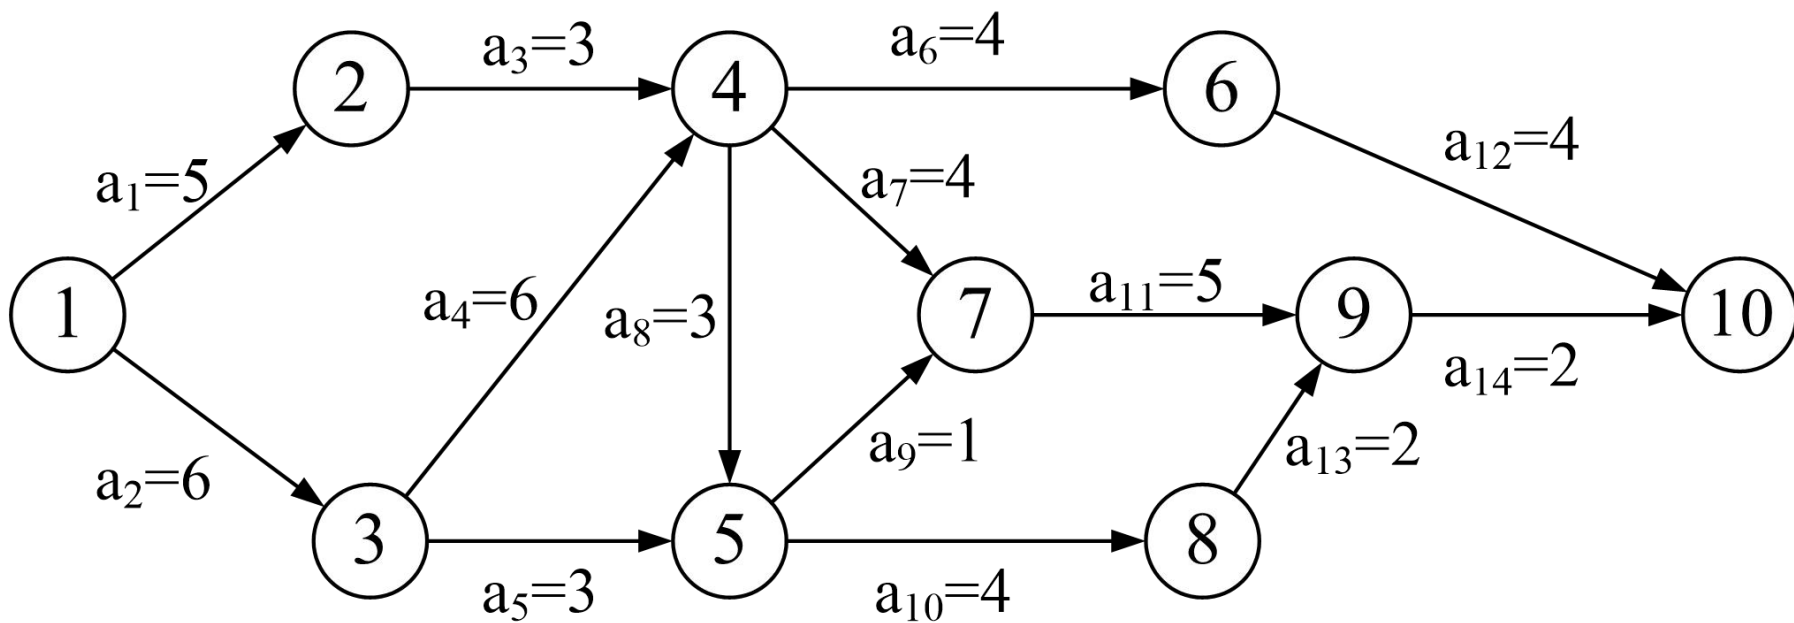 a₃=3
a₆=4
2
4
6
a₁₂=4
a₁=5
a₇=4
a₄=6
a₈=3
a₁₁=5
1
7
9
10
a₁₄=2
a₂=6
a₉=1
a₁₃=2
3
5
8
a₅=3
a₁₀=4